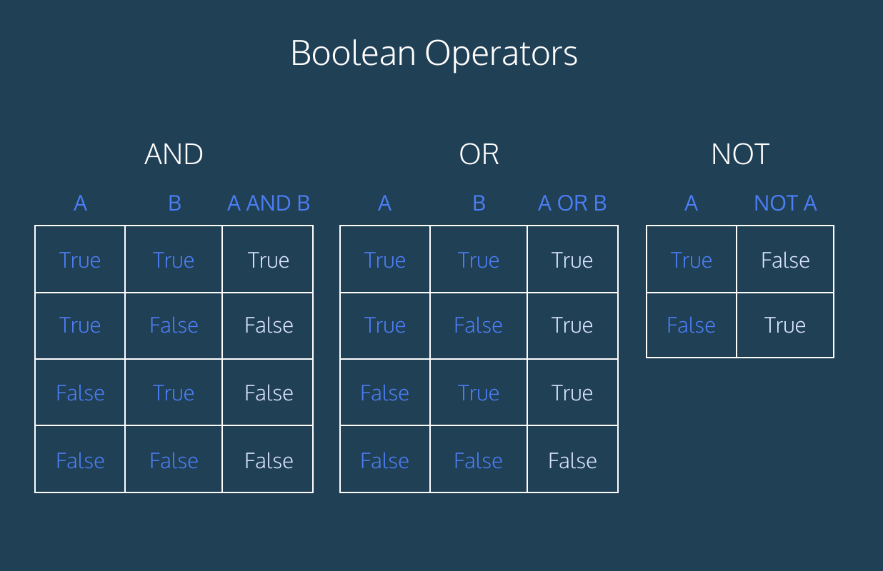 Boolean Operators
AND
A B A AND B
True True True
True False False
False True False
False False False
OR
A B A OR B
True True True
True False True
False True True
False False False
NOT
A NOT A
True False
False True